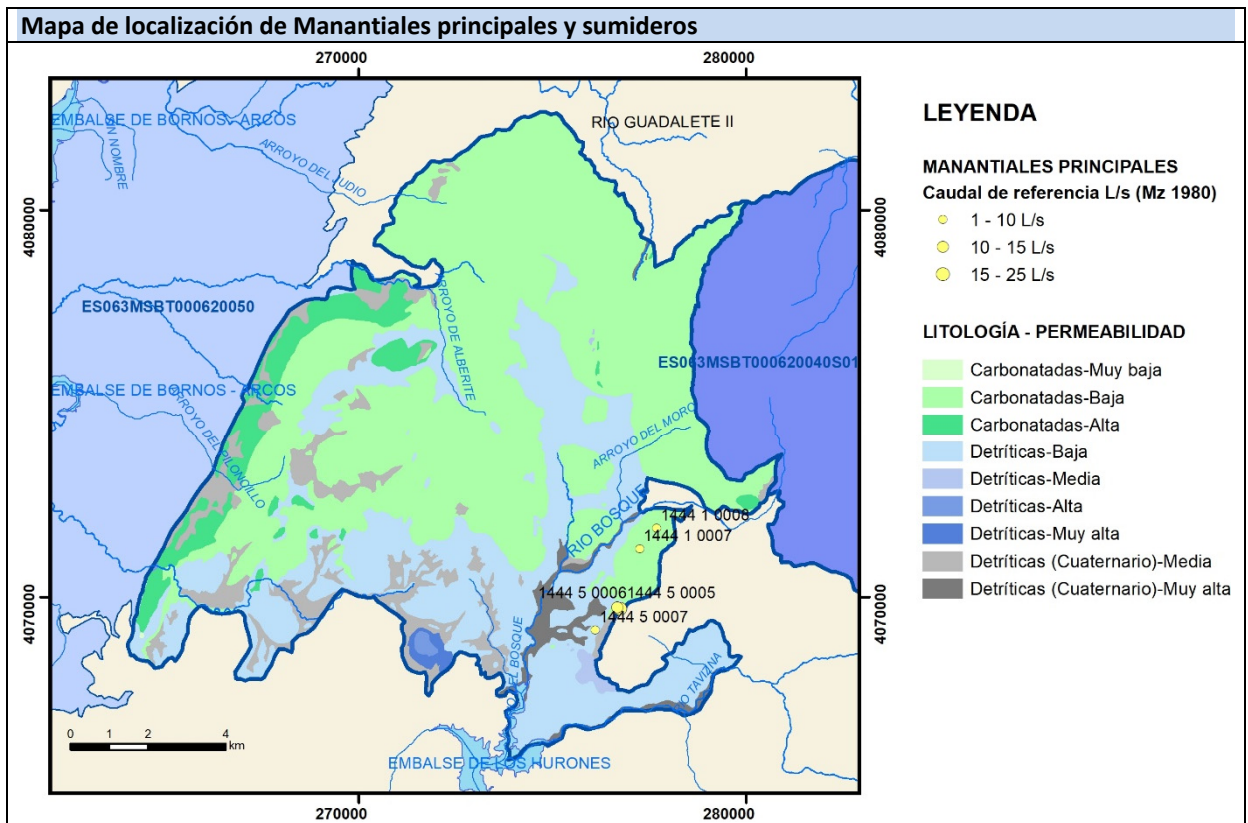 Mapa de localización de Manantiales principales y sumideros
270000 280000
EMBALSE DE BORNOS - ARCOS
RIO GUADALETE II
NOMBRE
ARROYO DEL JUDIO
4080000
4080000
ES063MSBT000620050
ARROYO DE ALBERITE
ES063MSBT000620040S01
EMBALSE DE BORNOS - ARCOS
ARROYO DEL PILONCILLO
ARROYO DEL MORO
RIO BOSQUE
1444 1 0008
1444 1 0007
4070000
4070000
1444 5 0006 1444 5 0005
1444 5 0007
EL BOSQUE
TAVIZNA
0 1 2 4
km
EMBALSE DE LOS HURONES
270000 280000
LEYENDA
MANANTIALES PRINCIPALES
Caudal de referencia L/s (Mz 1980)
1 - 10 L/s
10 - 15 L/s
15 - 25 L/s
LITOLOGÍA - PERMEABILIDAD
Carbonatadas-Muy baja
Carbonatadas-Baja
Carbonatadas-Alta
Detríticas-Baja
Detríticas-Media
Detríticas-Alta
Detríticas-Muy alta
Detríticas (Cuaternario)-Media
Detríticas (Cuaternario)-Muy alta